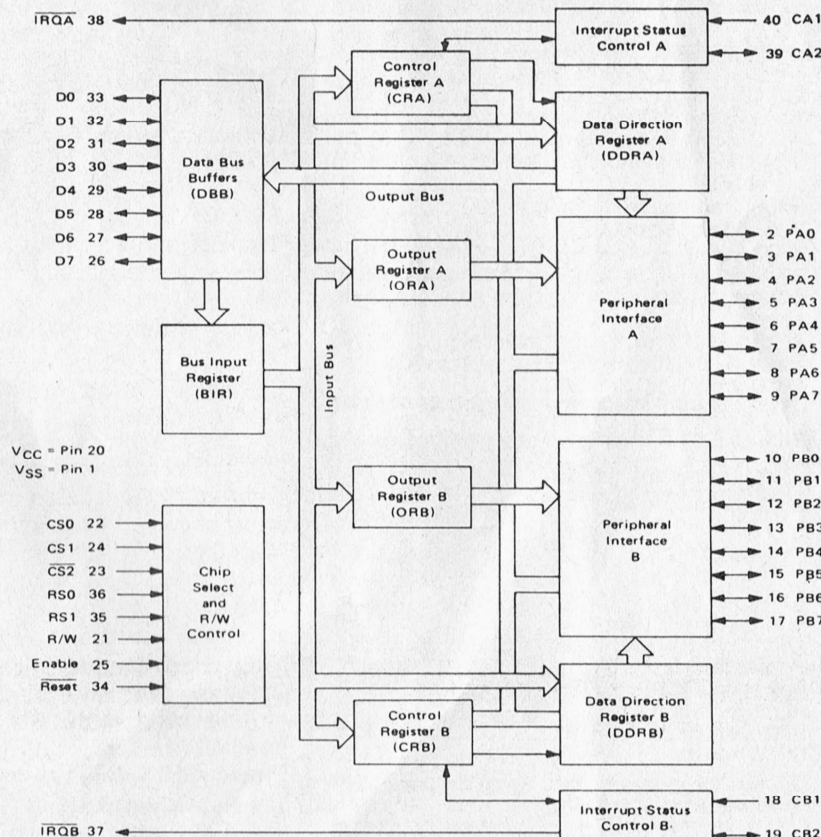 IRQA 38
Interrupt Status
Control A
40 CA1
39 CA2
Control
Register A
(CRA)
D0 33
D1 32
D2 31
D3 30
D4 29
D5 28
D6 27
D7 26
Data Bus
Buffers
(DBB)
Data Direction
Register A
(DDRA)
Output Bus
Output
Register A
(ORA)
Peripheral
Interface
A
2 PA0
3 PA1
4 PA2
5 PA3
6 PA4
7 PA5
8 PA6
9 PA7
Bus Input
Register
(BIR)
Input Bus
VCC = Pin 20
VSS = Pin 1
Output
Register B
(ORB)
Peripheral
Interface
B
10 PB0
11 PB1
12 PB2
13 PB3
14 PB4
15 PB5
16 PB6
17 PB7
CS0 22
CS1 24
CS2 23
RS0 36
RS1 35
R/W 21
Enable 25
Reset 34
Chip
Select
and
R/W
Control
Control
Register B
(CRB)
Data Direction
Register B
(DDRB)
Interrupt Status
Control B
18 CB1
19 CB2
IRQB 37